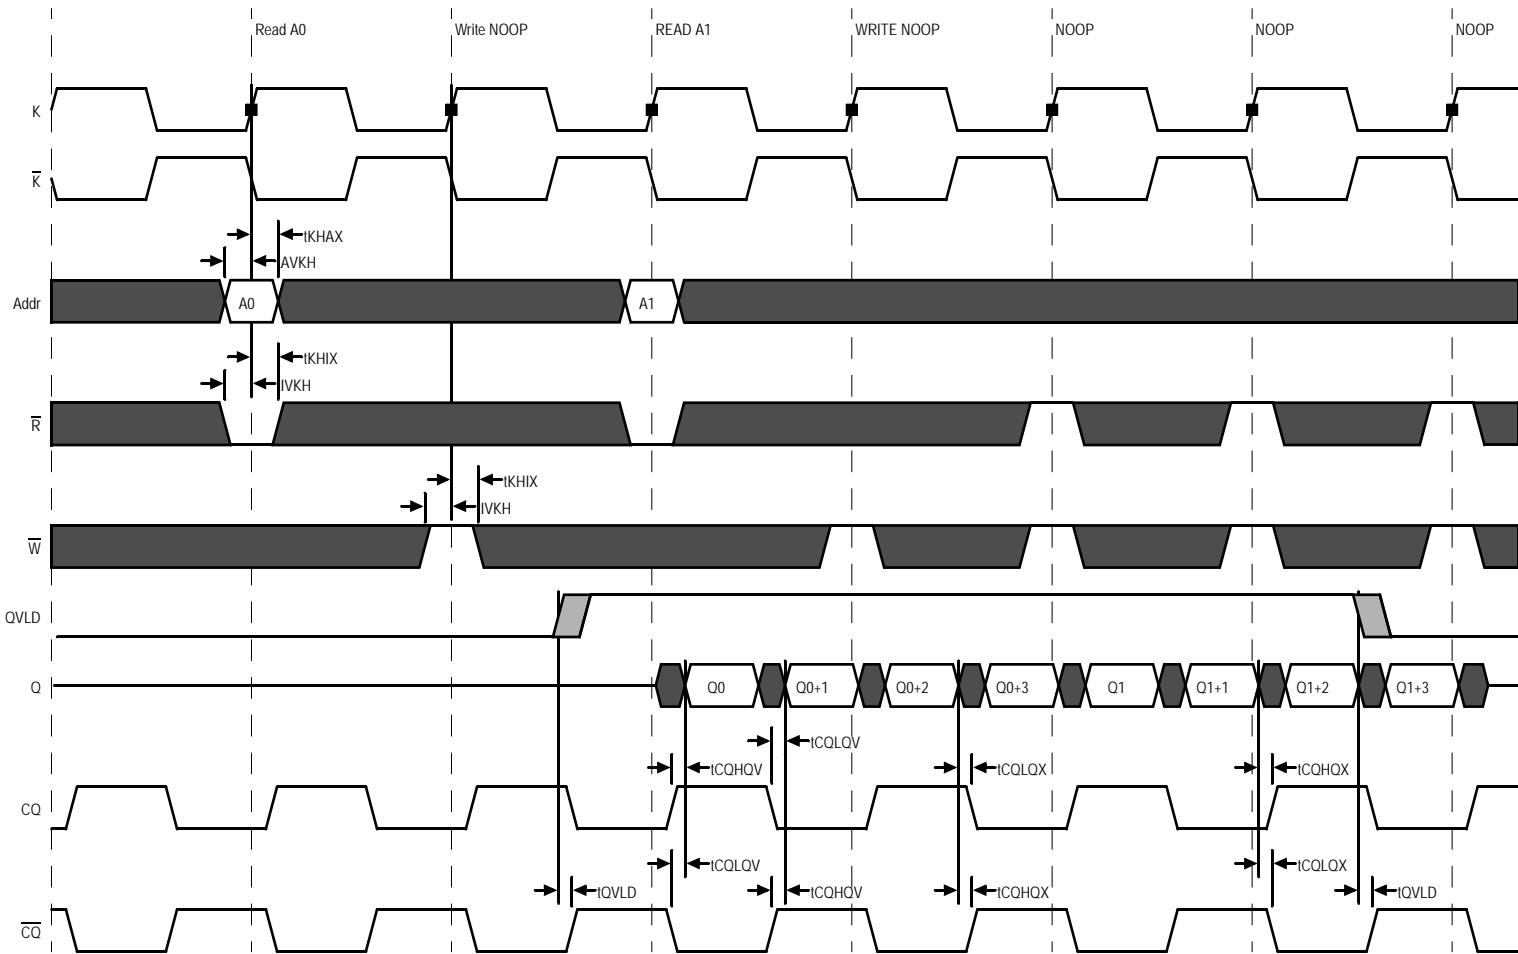 Read A0 Write NOOP READ A1 WRITE NOOP NOOP NOOP NOOP
K
K̅
tKHAX
AVKH
Addr A0 A1
tKHIX
IVKH
R̅
tKHIX
IVKH
W̅
QVLD
Q Q0 Q0+1 Q0+2 Q0+3 Q1 Q1+1 Q1+2 Q1+3
tCQLQV
tCQHQV tCQLQX tCQHQX
CQ
tCQLQV tCQLQX
tQVLD tCQHQV tCQHQX tQVLD
C̅Q̅